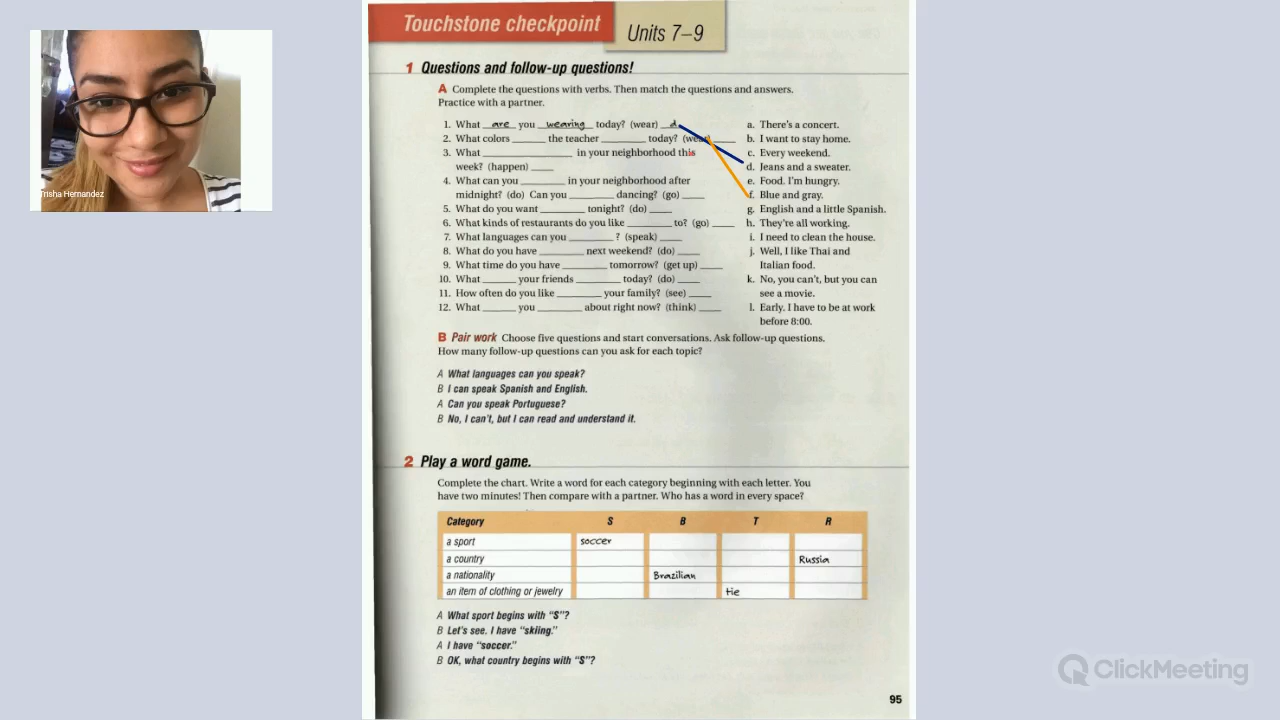 Touchstone checkpoint
Units 7–9
1 Questions and follow-up questions!
A Complete the questions with verbs. Then match the questions and answers.
Practice with a partner.
1. What are you wearing today? (wear) d
2. What colors ______ the teacher ______ today? (wear) ____
3. What ______ in your neighborhood this
week? (happen) ____
4. What can you ______ in your neighborhood after
midnight? (do) Can you ______ dancing? (go) ____
5. What do you want ______ tonight? (do) ____
6. What kinds of restaurants do you like ______ to? (go) ____
7. What languages can you ______ ? (speak) ____
8. What do you have ______ next weekend? (do) ____
9. What time do you have ______ tomorrow? (get up) ____
10. What ______ your friends ______ today? (do) ____
11. How often do you like ______ your family? (see) ____
12. What ______ you ______ about right now? (think) ____
a. There's a concert.
b. I want to stay home.
c. Every weekend.
d. Jeans and a sweater.
e. Food. I'm hungry.
f. Blue and gray.
g. English and a little Spanish.
h. They're all working.
i. I need to clean the house.
j. Well, I like Thai and
Italian food.
k. No, you can't, but you can
see a movie.
l. Early. I have to be at work
before 8:00.
B Pair work Choose five questions and start conversations. Ask follow-up questions.
How many follow-up questions can you ask for each topic?
A What languages can you speak?
B I can speak Spanish and English.
A Can you speak Portuguese?
B No, I can't, but I can read and understand it.
2 Play a word game.
Complete the chart. Write a word for each category beginning with each letter. You
have two minutes! Then compare with a partner. Who has a word in every space?
Category S B T R
a sport soccer
a country Russia
a nationality Brazilian
an item of clothing or jewelry tie
A What sport begins with "S"?
B Let's see. I have "skiing."
A I have "soccer."
B OK, what country begins with "S"?
95
Trisha Hernandez
ClickMeeting